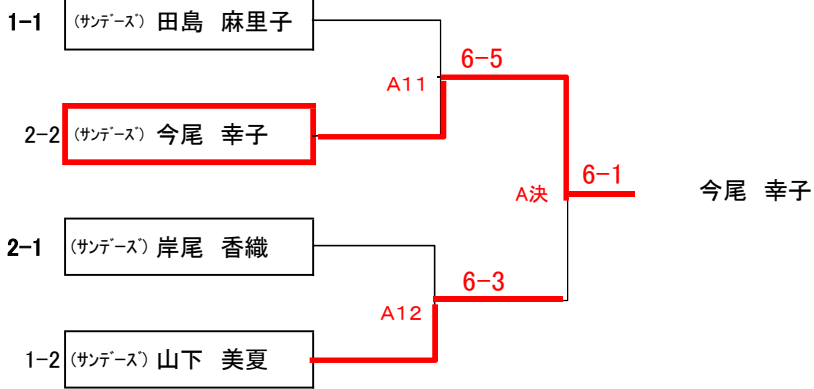 1-1 (ｻﾝﾃﾞｰｽﾞ) 田島 麻里子
6-5
A11
2-2 (ｻﾝﾃﾞｰｽﾞ) 今尾 幸子
6-1
A決
今尾 幸子
2-1 (ｻﾝﾃﾞｰｽﾞ) 岸尾 香織
6-3
A12
1-2 (ｻﾝﾃﾞｰｽﾞ) 山下 美夏